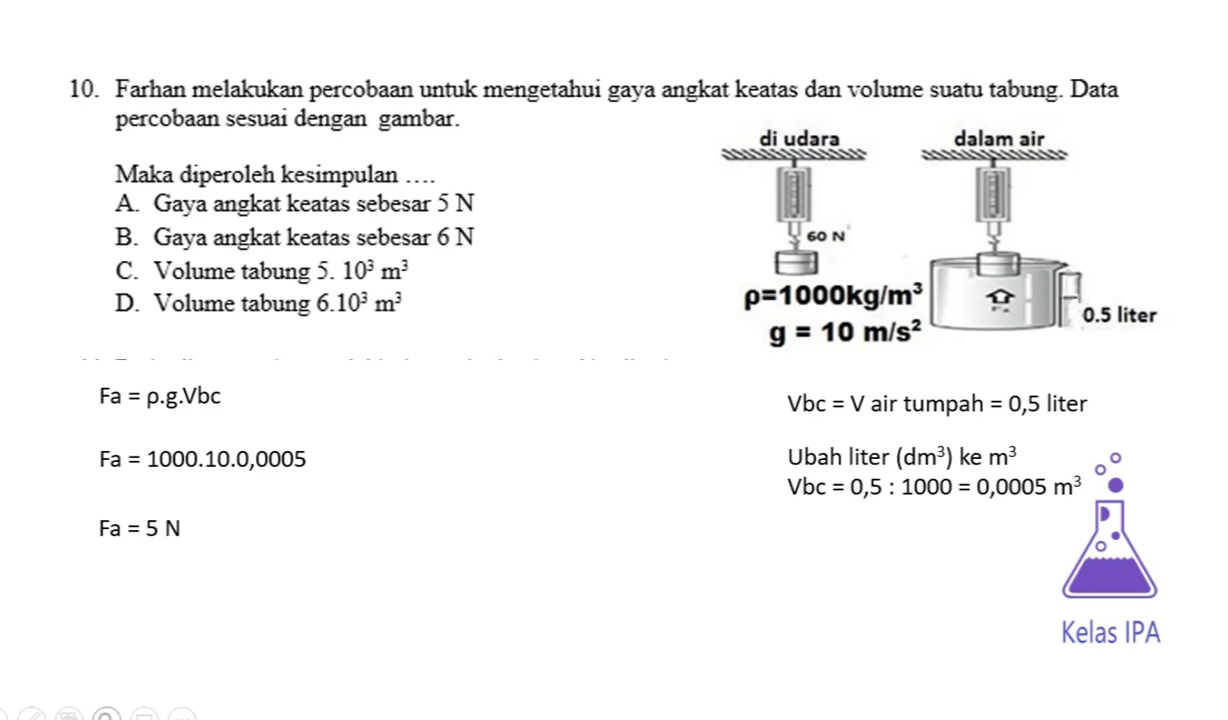 10. Farhan melakukan percobaan untuk mengetahui gaya angkat keatas dan volume suatu tabung. Data
percobaan sesuai dengan gambar.
di udara
dalam air
Maka diperoleh kesimpulan ....
A. Gaya angkat keatas sebesar 5 N
B. Gaya angkat keatas sebesar 6 N
C. Volume tabung 5. 10³ m³
D. Volume tabung 6.10³ m³
60 N
ρ=1000kg/m³
g = 10 m/s²
0.5 liter
Fa = ρ.g.Vbc
Fa = 1000.10.0,0005
Fa = 5 N
Vbc = V air tumpah = 0,5 liter
Ubah liter (dm³) ke m³
Vbc = 0,5 : 1000 = 0,0005 m³
Kelas IPA